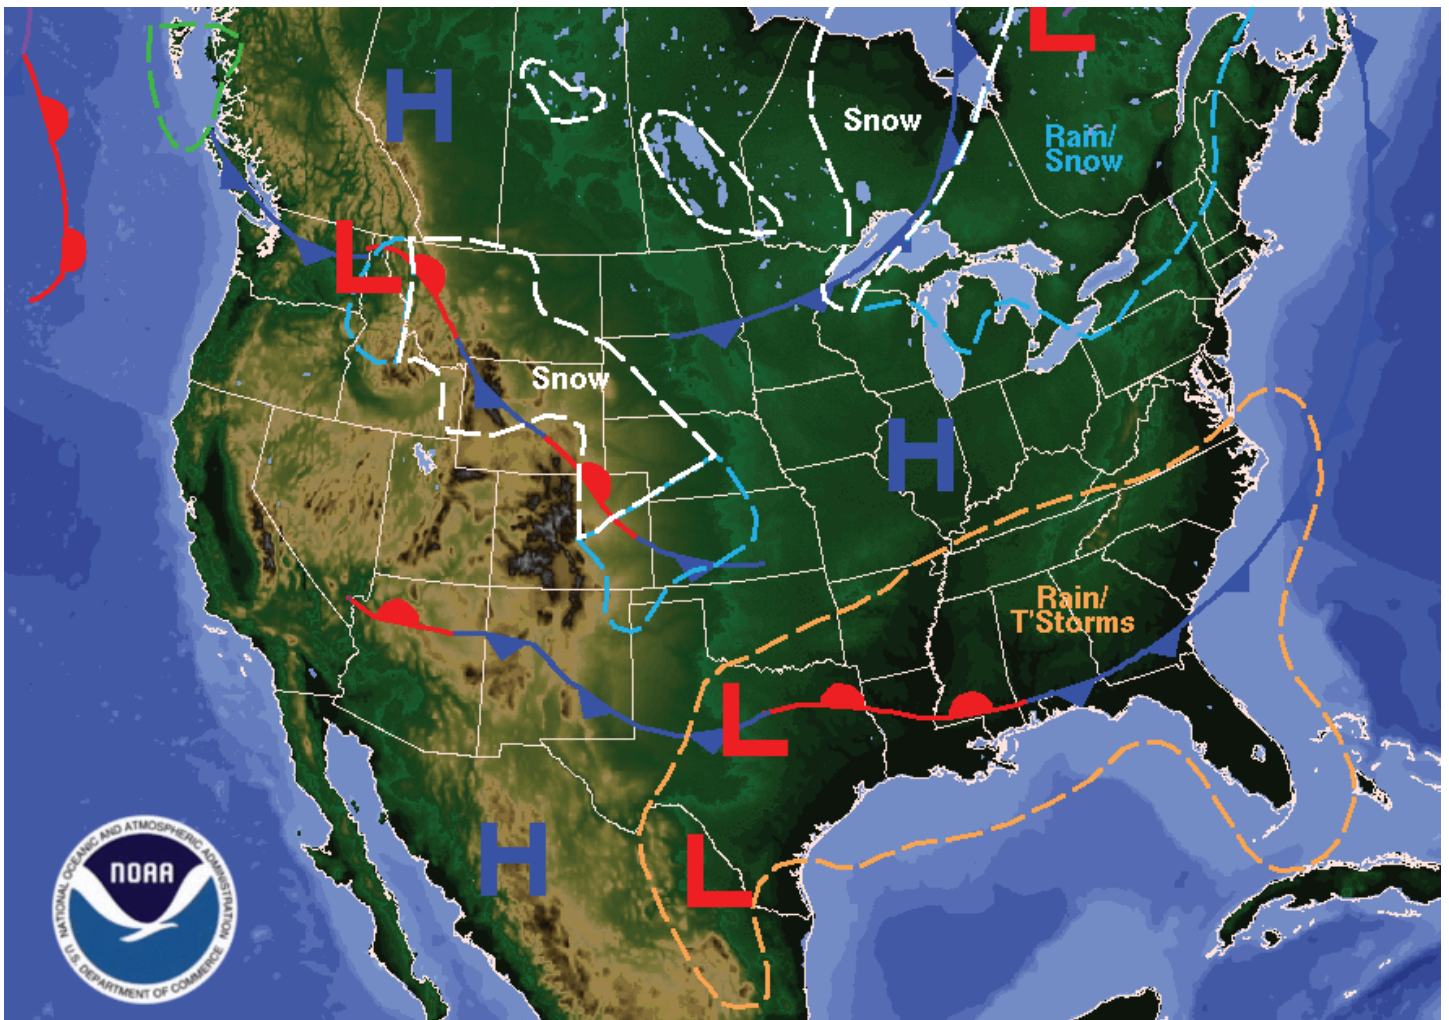 L
H
Snow
Rain/
Snow
L
Snow
H
Rain/
T'Storms
L
H
L
NATIONAL OCEANIC AND ATMOSPHERIC ADMINISTRATION
NOAA
U.S. DEPARTMENT OF COMMERCE